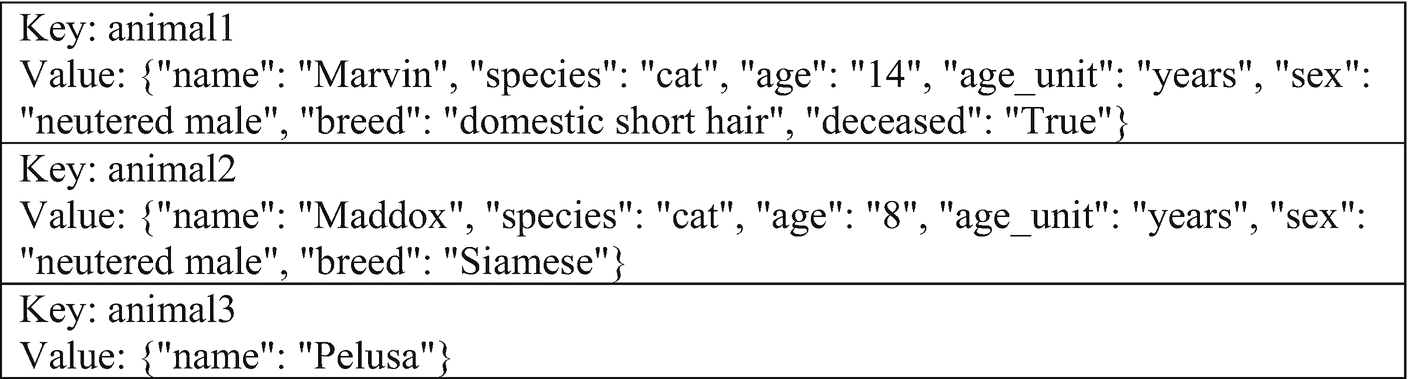 Key: animal1
Value: {"name": "Marvin", "species": "cat", "age": "14", "age_unit": "years", "sex":
"neutered male", "breed": "domestic short hair", "deceased": "True"}
Key: animal2
Value: {"name": "Maddox", "species": "cat", "age": "8", "age_unit": "years", "sex":
"neutered male", "breed": "Siamese"}
Key: animal3
Value: {"name": "Pelusa"}